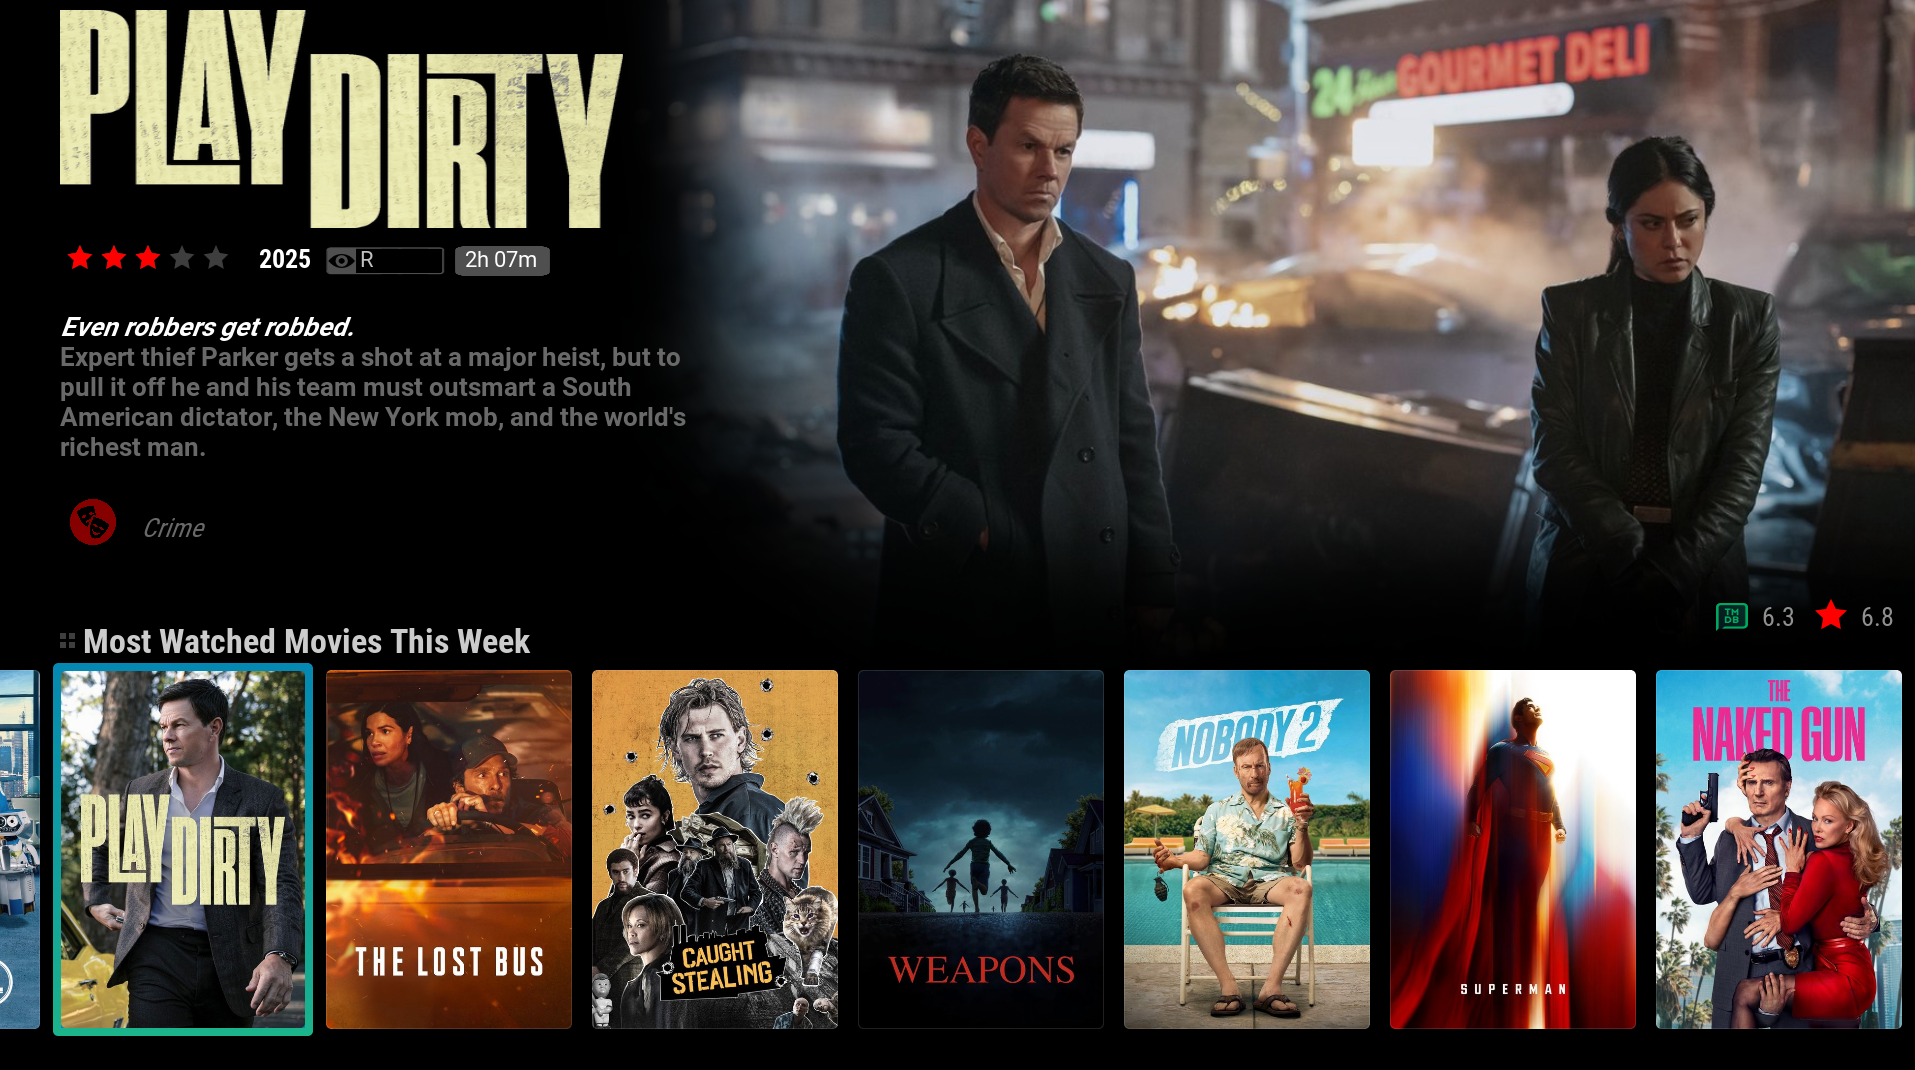 PLAY DIRTY
24 Hour GOURMET DELI
2025 R 2h 07m
Even robbers get robbed.
Expert thief Parker gets a shot at a major heist, but to
pull it off he and his team must outsmart a South
American dictator, the New York mob, and the world's
richest man.
Crime
TMDB 6.3 6.8
Most Watched Movies This Week
PLAY DIRTY
THE LOST BUS
CAUGHT
STEALING
WEAPONS
NOBODY 2
SUPERMAN
THE
NAKED GUN